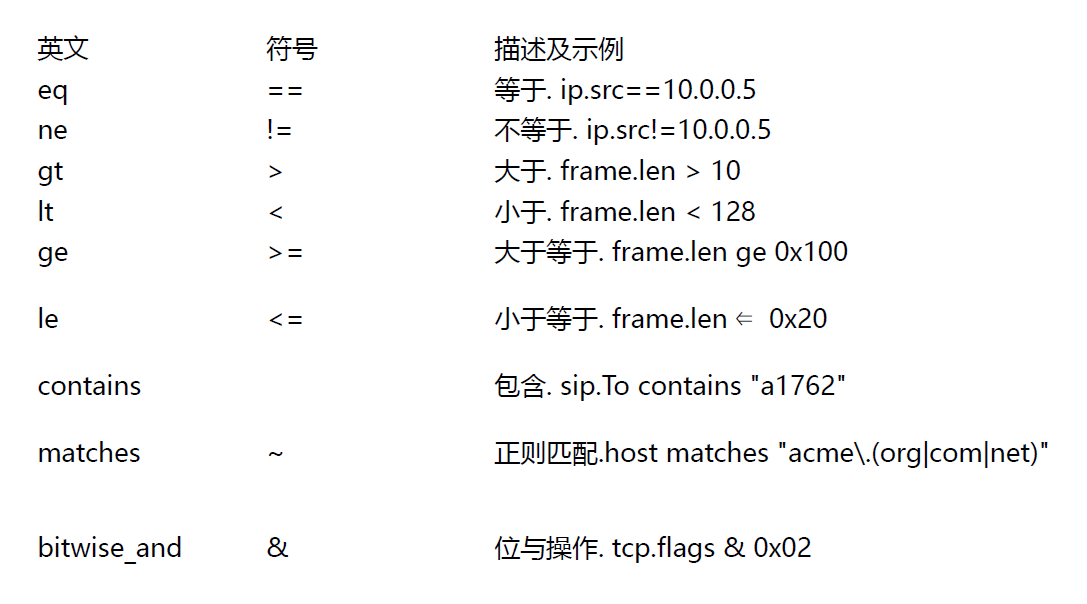 英文 符号 描述及示例
eq == 等于. ip.src==10.0.0.5
ne != 不等于. ip.src!=10.0.0.5
gt > 大于. frame.len > 10
lt < 小于. frame.len < 128
ge >= 大于等于. frame.len ge 0x100
le <= 小于等于. frame.len ⇐ 0x20
contains 包含. sip.To contains "a1762"
matches ~ 正则匹配.host matches "acme\.(org|com|net)"
bitwise_and & 位与操作. tcp.flags & 0x02